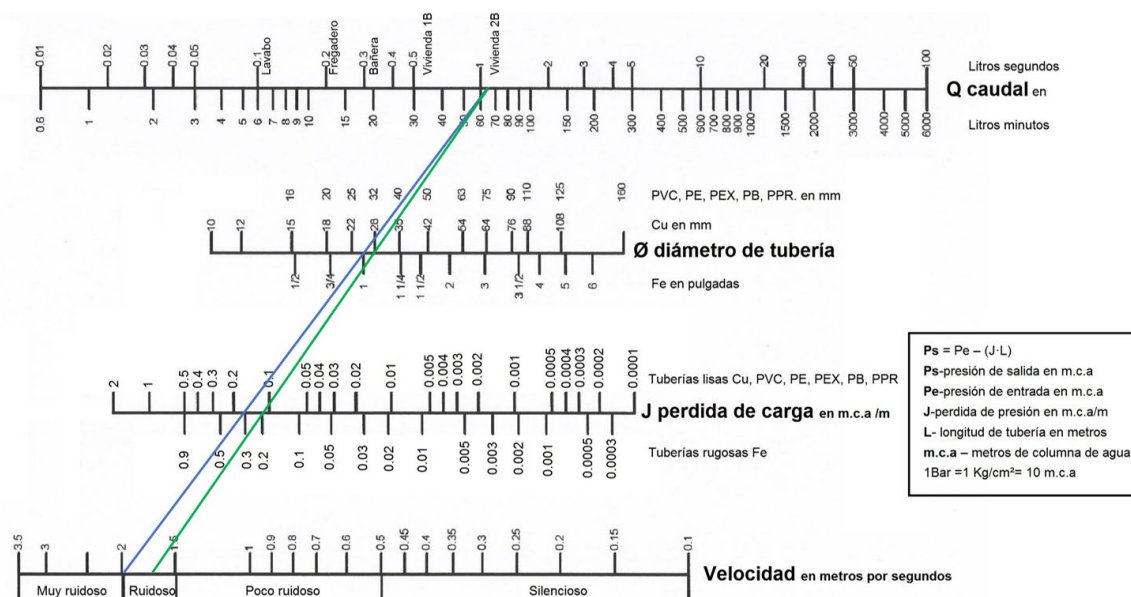 0.01 0.02 0.03 0.04 0.05 0.1 Lavabo 0.2 Fregadero 0.3 Bañera 0.4 0.5 Vivienda 1B 1 Vivienda 2B 2 3 4 5 10 20 30 40 50 100 Litros segundos
Q caudal en
0.6 1 2 3 4 5 6 7 8 9 10 15 20 30 40 50 60 70 80 90 100 150 200 300 400 500 600 700 800 900 1000 1500 2000 3000 4000 5000 6000 Litros minutos
16 20 25 32 40 50 63 75 90 110 125 160 PVC, PE, PEX, PB, PPR. en mm
10 12 15 18 22 28 35 42 54 64 76 88 108 Cu en mm
Ø diámetro de tubería
1/2 3/4 1 1 1/4 1 1/2 2 3 3 1/2 4 5 6 Fe en pulgadas
2 1 0.5 0.4 0.3 0.2 0.1 0.05 0.04 0.03 0.02 0.01 0.005 0.004 0.003 0.002 0.001 0.0005 0.0004 0.0003 0.0002 0.0001 Tuberías lisas Cu, PVC, PE, PEX, PB, PPR
J perdida de carga en m.c.a /m
0.9 0.5 0.3 0.2 0.1 0.05 0.03 0.02 0.01 0.005 0.003 0.002 0.001 0.0005 0.0003 Tuberías rugosas Fe
Ps = Pe – (J·L)
Ps-presión de salida en m.c.a
Pe-presión de entrada en m.c.a
J-perdida de presión en m.c.a/m
L- longitud de tubería en metros
m.c.a – metros de columna de agua
1Bar =1 Kg/cm²= 10 m.c.a
3.5 3 2 1.5 1 0.9 0.8 0.7 0.6 0.5 0.45 0.4 0.35 0.3 0.25 0.2 0.15 0.1
Velocidad en metros por segundos
Muy ruidoso Ruidoso Poco ruidoso Silencioso